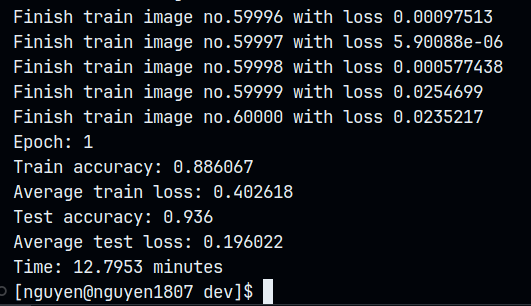 Finish train image no.59996 with loss 0.00097513
Finish train image no.59997 with loss 5.90088e-06
Finish train image no.59998 with loss 0.000577438
Finish train image no.59999 with loss 0.0254699
Finish train image no.60000 with loss 0.0235217
Epoch: 1
Train accuracy: 0.886067
Average train loss: 0.402618
Test accuracy: 0.936
Average test loss: 0.196022
Time: 12.7953 minutes
[nguyen@nguyen1807 dev]$